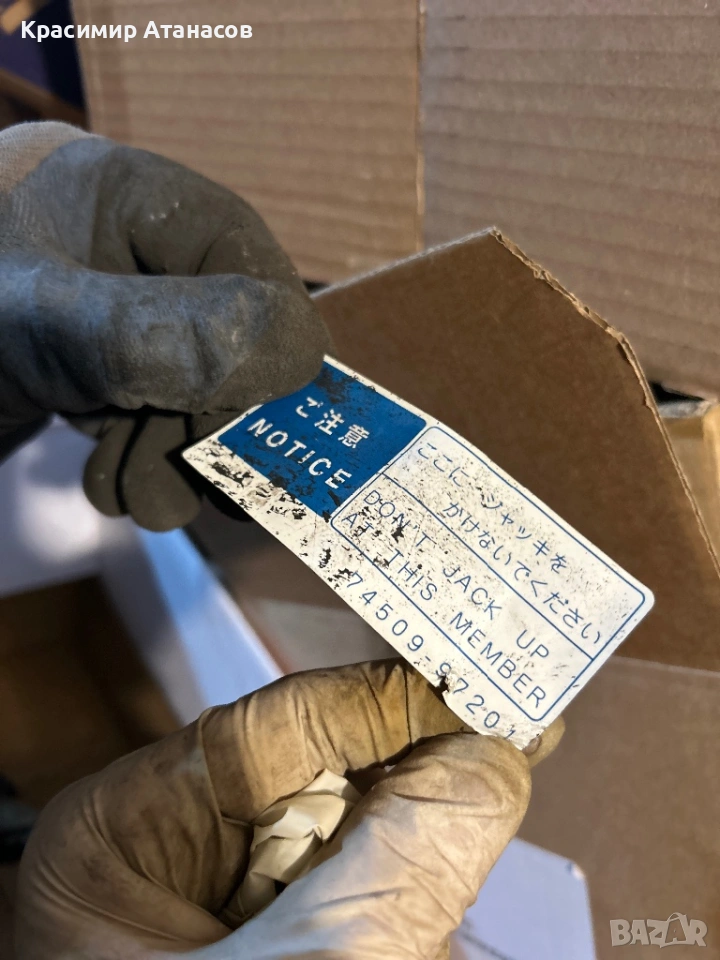 Красимир Атанасов
ご注意
NOTICE
ここにジャッキを
かけないでください
DON'T JACK UP
AT THIS MEMBER
74509-97201
BAZAR